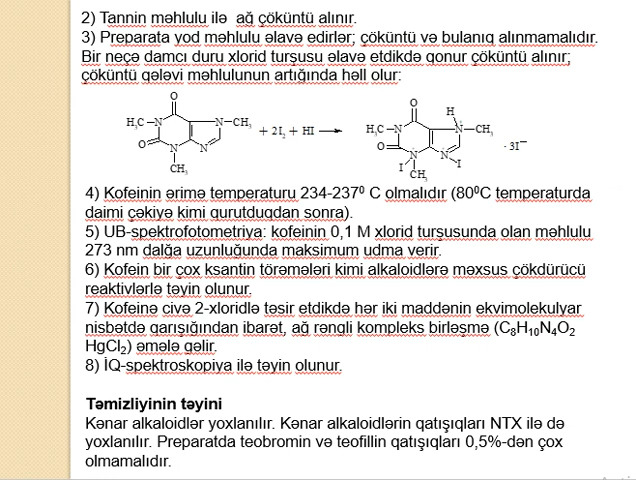 2) Tannin məhlulu ilə ağ çöküntü alınır.
3) Preparata yod məhlulu əlavə edirlər; çöküntü və bulanıq alınmamalıdır.
Bir neçə damcı duru xlorid turşusu əlavə etdikdə qonur çöküntü alınır;
çöküntü qələvi məhlulunun artığında həll olur:
O
H3C N N CH3 O N N CH3 + 2I2 + HI
O H H3C N N CH3 O N N I I CH3 · 3I⁻
4) Kofeinin ərimə temperaturu 234-237⁰ C olmalıdır (80⁰C temperaturda
daimi çəkiyə kimi qurutduqdan sonra).
5) UB-spektrofotometriya: kofeinin 0,1 M xlorid turşusunda olan məhlulu
273 nm dalğa uzunluğunda maksimum udma verir.
6) Kofein bir çox ksantin törəmələri kimi alkaloidlərə məxsus çökdürücü
reaktivlərlə təyin olunur.
7) Kofeinə civə 2-xloridlə təsir etdikdə hər iki maddənin ekvimolekulyar
nisbətdə qarışığından ibarət, ağ rəngli kompleks birləşmə (C8H10N4O2
HgCl2) əmələ gəlir.
8) İQ-spektroskopiya ilə təyin olunur.
Təmizliyinin təyini
Kənar alkaloidlər yoxlanılır. Kənar alkaloidlərin qatışıqları NTX ilə də
yoxlanılır. Preparatda teobromin və teofillin qatışıqları 0,5%-dən çox
olmamalıdır.